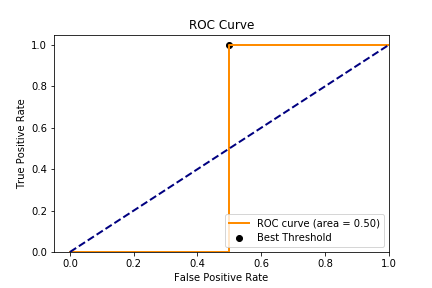 ROC Curve
True Positive Rate
1.0
0.8
0.6
0.4
0.2
0.0
ROC curve (area = 0.50)
Best Threshold
0.0 0.2 0.4 0.6 0.8 1.0
False Positive Rate